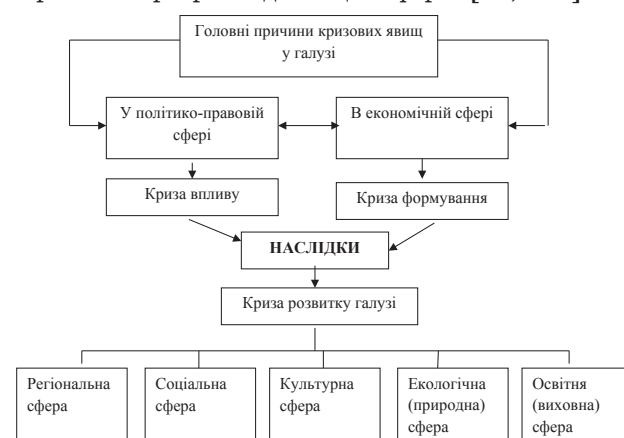 Головні причини кризових явищ
у галузі
У політико-правовій
сфері
В економічній сфері
Криза впливу
Криза формування
НАСЛІДКИ
Криза розвитку галузі
Регіональна
сфера
Соціальна
сфера
Культурна
сфера
Екологічна
(природна)
сфера
Освітня
(виховна)
сфера